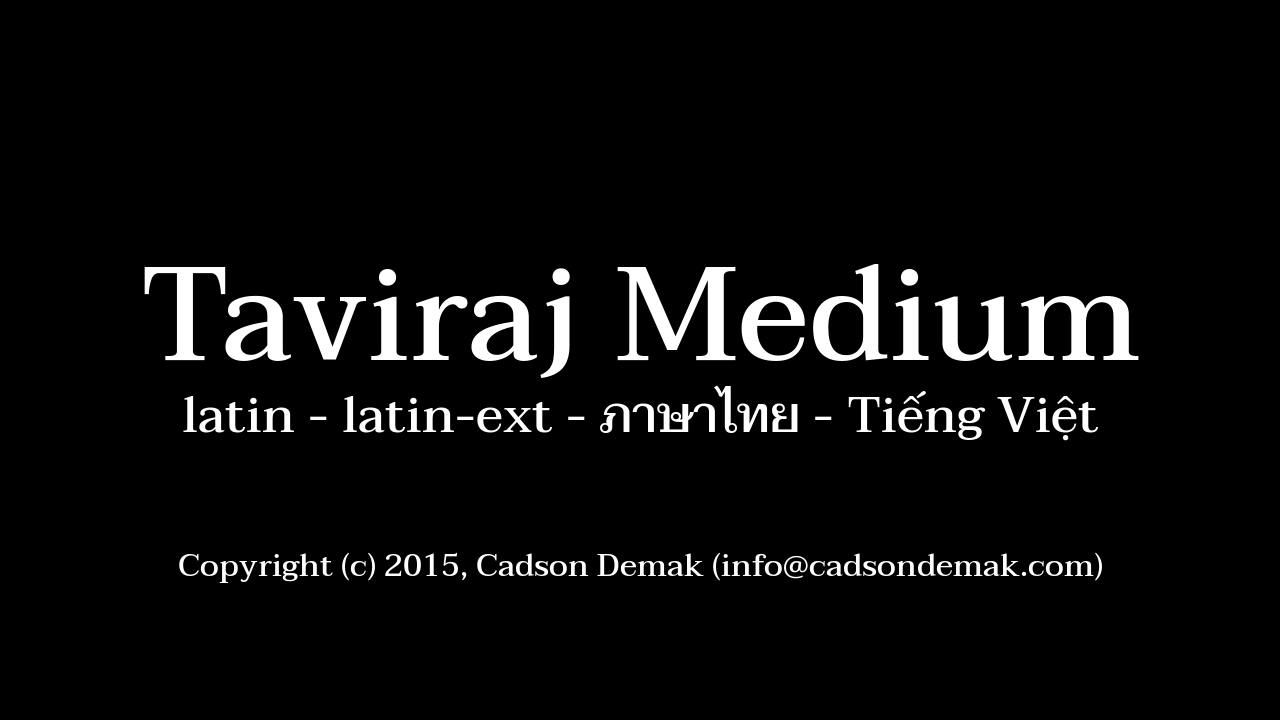 Taviraj Medium
latin - latin-ext - ภาษาไทย - Tiếng Việt
Copyright (c) 2015, Cadson Demak (info@cadsondemak.com)